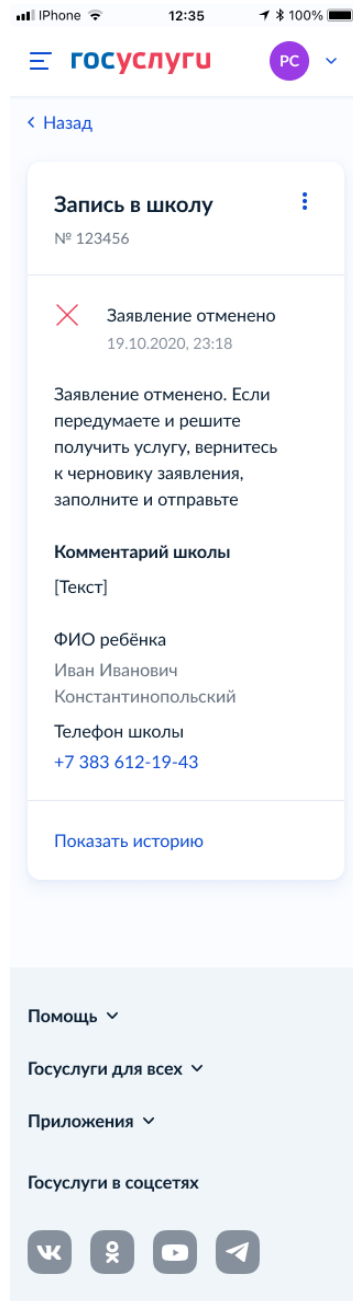 IPhone 12:35 100%
госуслуги РС
Назад
Запись в школу
№ 123456
Заявление отменено
19.10.2020, 23:18
Заявление отменено. Если
передумаете и решите
получить услугу, вернитесь
к черновику заявления,
заполните и отправьте
Комментарий школы
[Текст]
ФИО ребёнка
Иван Иванович
Константинопольский
Телефон школы
+7 383 612-19-43
Показать историю
Помощь
Госуслуги для всех
Приложения
Госуслуги в соцсетях